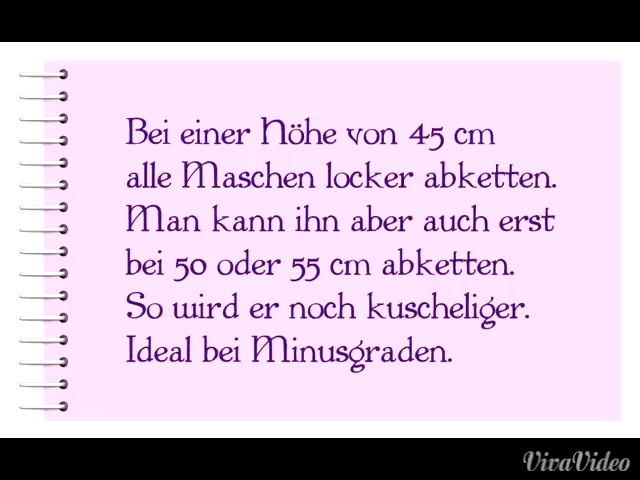 Bei einer Höhe von 45 cm
alle Maschen locker abketten.
Man kann ihn aber auch erst
bei 50 oder 55 cm abketten.
So wird er noch kuscheliger.
Ideal bei Minusgraden.
VivaVideo